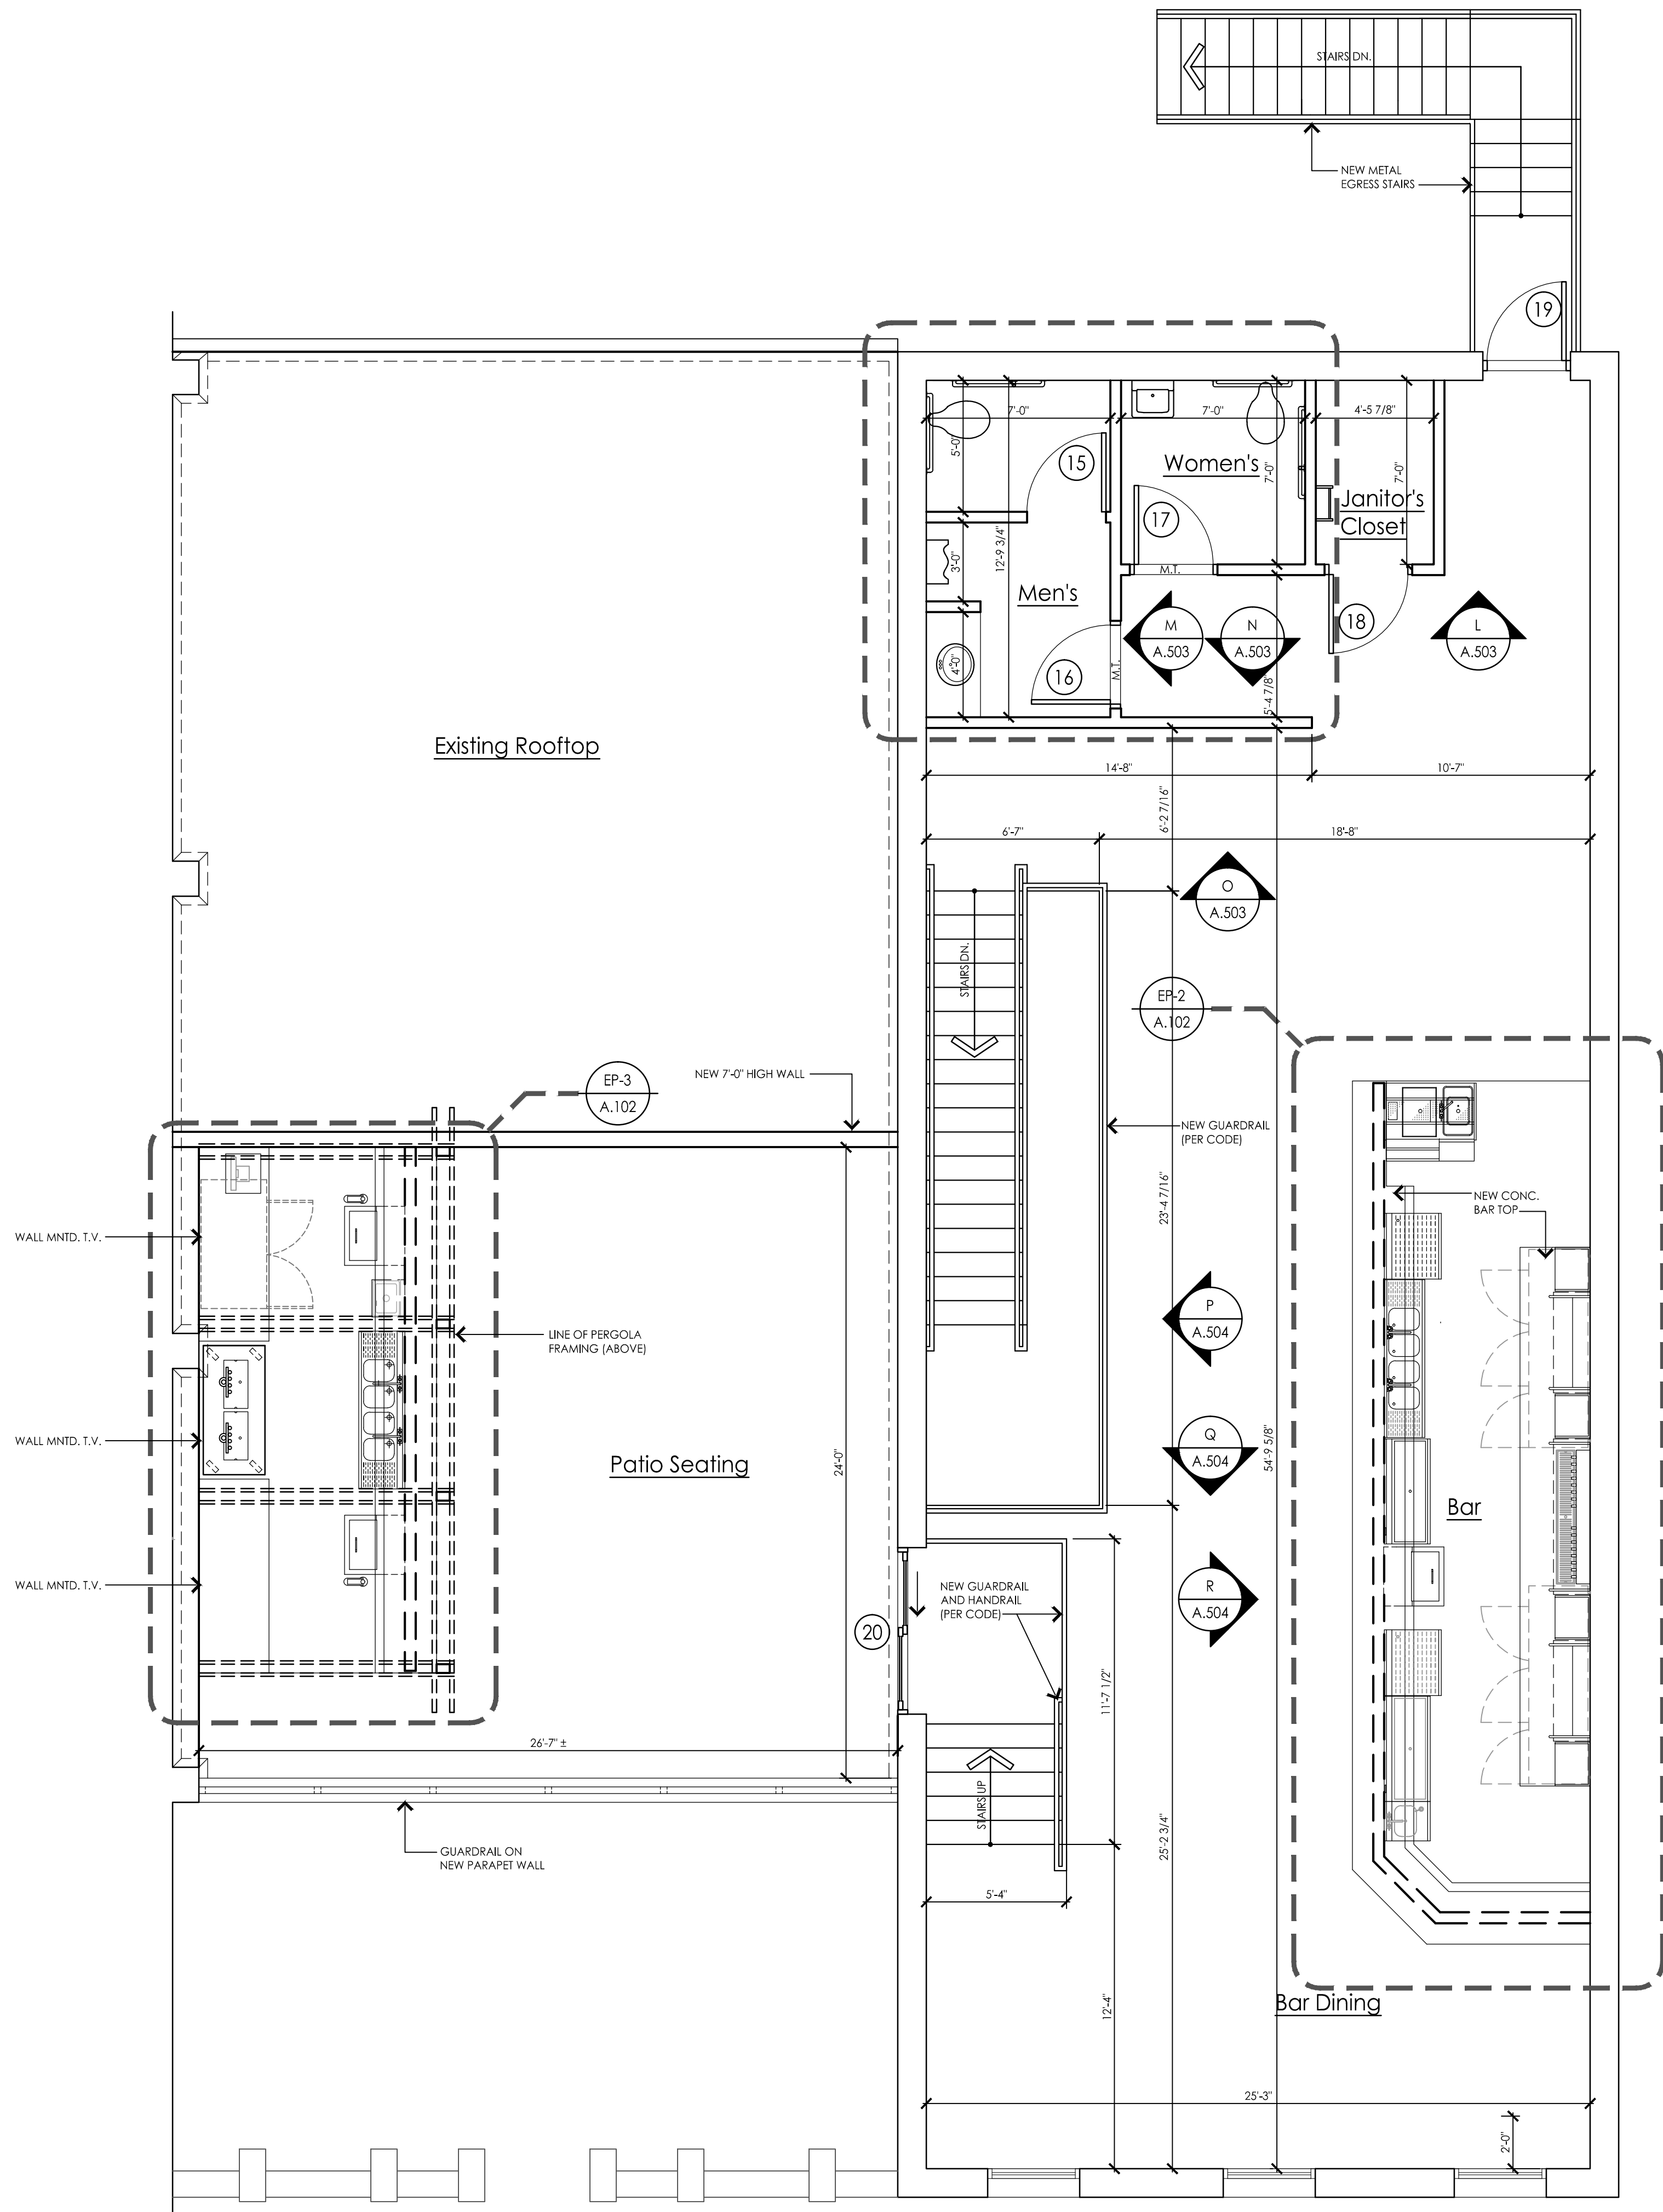 STAIRS DN.
NEW METAL
EGRESS STAIRS
19
7'-0"
7'-0"
4'-5 7/8"
5'-0"
15
Women's
7'-0"
7'-0"
Janitor's
Closet
17
3'-0"
12'-9 3/4"
M.T.
Men's
M
A.503
N
A.503
18
L
A.503
4'-0"
16
M.T.
5'-4 7/8"
Existing Rooftop
14'-8"
10'-7"
6'-2 7/16"
6'-7"
18'-8"
O
A.503
STAIRS DN.
EP-2
A.102
EP-3
A.102
NEW 7'-0" HIGH WALL
NEW GUARDRAIL
(PER CODE)
NEW CONC.
BAR TOP
23'-4 7/16"
WALL MNTD. T.V.
LINE OF PERGOLA
FRAMING (ABOVE)
P
A.504
WALL MNTD. T.V.
Patio Seating
24'-0"
Q
A.504
54'-9 5/8"
Bar
WALL MNTD. T.V.
NEW GUARDRAIL
AND HANDRAIL
(PER CODE)
R
A.504
20
11'-7 1/2"
26'-7" ±
STAIRS UP
25'-2 3/4"
GUARDRAIL ON
NEW PARAPET WALL
5'-4"
12'-4"
Bar Dining
25'-3"
2'-0"